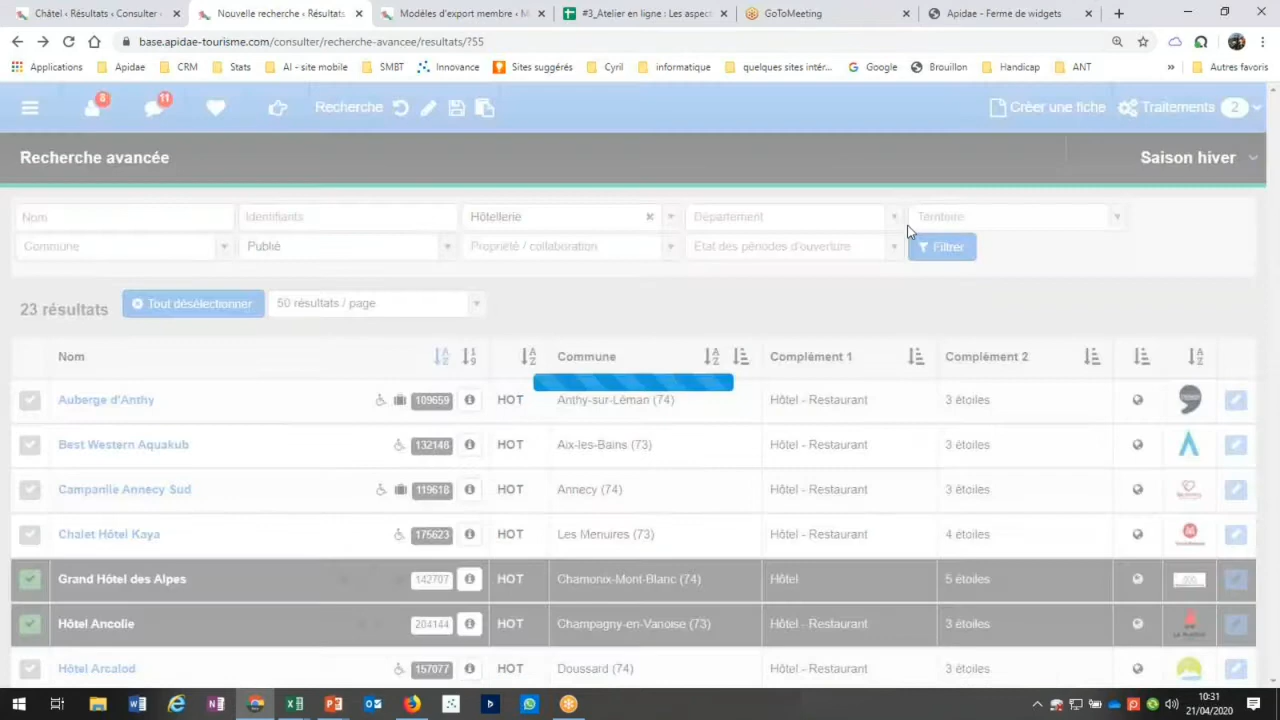 Châtel ‹ Résultats ‹ Consulter ‹
Nouvelle recherche ‹ Résultats
Modèles d'export membre ‹ M
#3_Atelier en ligne : Les aspect
GoToMeeting
Apidae - Ferme de widgets
base.apidae-tourisme.com/consulter/recherche-avancee/resultats/?55
Applications
Apidae
CRM
Stats
AI - site mobile
SMBT
Innovance
Sites suggérés
Cyril
informatique
quelques sites intér...
Google
Brouillon
Handicap
ANT
»
Autres favoris
8
11
Recherche
Créer une fiche
Traitements 2
Recherche avancée
Saison hiver
Nom
Identifiants
Hôtellerie
Département
Territoire
Commune
Publié
Propriété / collaboration
Etat des périodes d'ouverture
Filtrer
23 résultats
Tout désélectionner
50 résultats / page
Nom
Commune
Complément 1
Complément 2
Auberge d'Anthy 109659 HOT Anthy-sur-Léman (74) Hôtel - Restaurant 3 étoiles
Best Western Aquakub 132148 HOT Aix-les-Bains (73) Hôtel - Restaurant 3 étoiles
Campanile Annecy Sud 119618 HOT Annecy (74) Hôtel - Restaurant 3 étoiles
Chalet Hôtel Kaya 175623 HOT Les Menuires (73) Hôtel - Restaurant 4 étoiles
Grand Hôtel des Alpes 142707 HOT Chamonix-Mont-Blanc (74) Hôtel 5 étoiles
Hôtel Ancolie 204144 HOT Champagny-en-Vanoise (73) Hôtel - Restaurant 3 étoiles
Hôtel Arcalod 157077 HOT Doussard (74) Hôtel - Restaurant 3 étoiles
10:31
21/04/2020